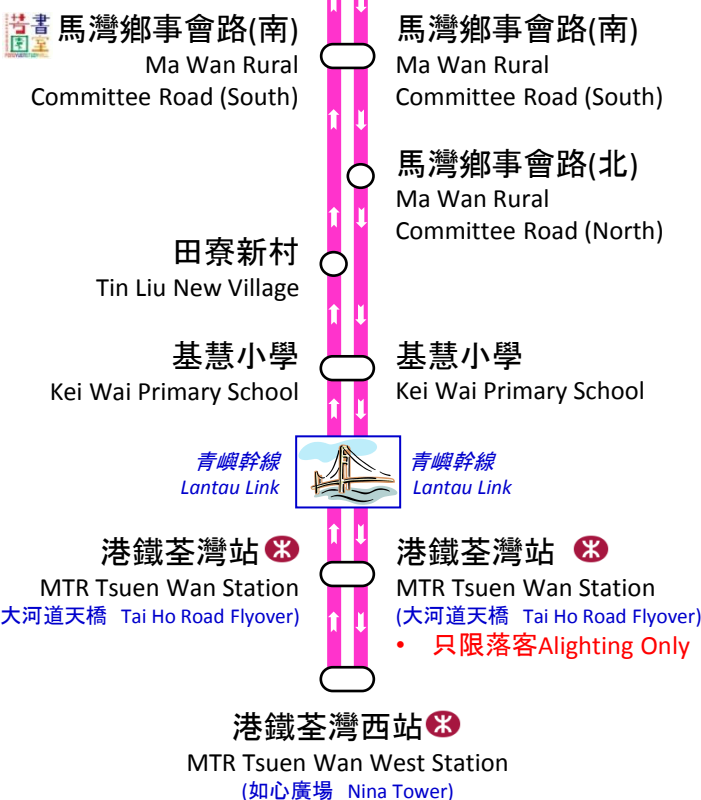 昔書
園室
馬灣鄉事會路(南)
Ma Wan Rural
Committee Road (South)
馬灣鄉事會路(南)
Ma Wan Rural
Committee Road (South)
馬灣鄉事會路(北)
Ma Wan Rural
Committee Road (North)
田寮新村
Tin Liu New Village
基慧小學
Kei Wai Primary School
基慧小學
Kei Wai Primary School
青嶼幹線
Lantau Link
青嶼幹線
Lantau Link
港鐵荃灣站
MTR Tsuen Wan Station
大河道天橋 Tai Ho Road Flyover)
港鐵荃灣站
MTR Tsuen Wan Station
(大河道天橋 Tai Ho Road Flyover)
• 只限落客Alighting Only
港鐵荃灣西站
MTR Tsuen Wan West Station
(如心廣場 Nina Tower)